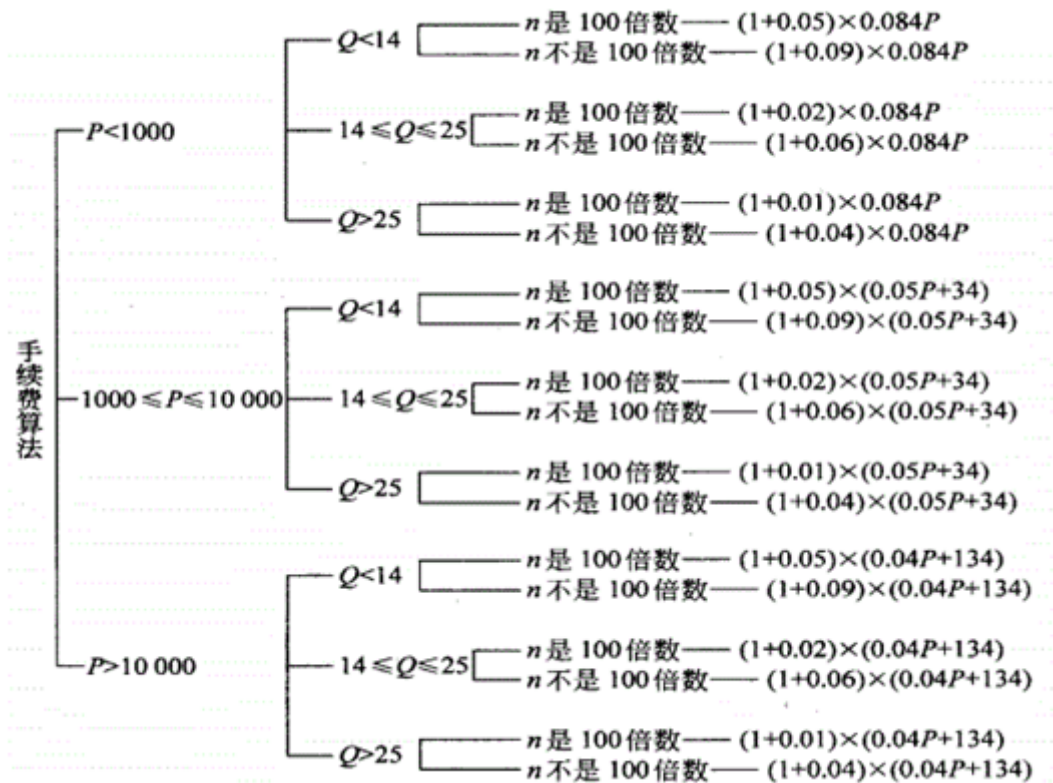 手续费算法
P<1000
Q<14
n是100倍数—— (1+0.05)×0.084P
n不是100倍数—— (1+0.09)×0.084P
14≤Q≤25
n是100倍数—— (1+0.02)×0.084P
n不是100倍数—— (1+0.06)×0.084P
Q>25
n是100倍数—— (1+0.01)×0.084P
n不是100倍数—— (1+0.04)×0.084P
1000≤P≤10 000
Q<14
n是100倍数—— (1+0.05)×(0.05P+34)
n不是100倍数—— (1+0.09)×(0.05P+34)
14≤Q≤25
n是100倍数—— (1+0.02)×(0.05P+34)
n不是100倍数—— (1+0.06)×(0.05P+34)
Q>25
n是100倍数—— (1+0.01)×(0.05P+34)
n不是100倍数—— (1+0.04)×(0.05P+34)
P>10 000
Q<14
n是100倍数—— (1+0.05)×(0.04P+134)
n不是100倍数—— (1+0.09)×(0.04P+134)
14≤Q≤25
n是100倍数—— (1+0.02)×(0.04P+134)
n不是100倍数—— (1+0.06)×(0.04P+134)
Q>25
n是100倍数—— (1+0.01)×(0.04P+134)
n不是100倍数—— (1+0.04)×(0.04P+134)